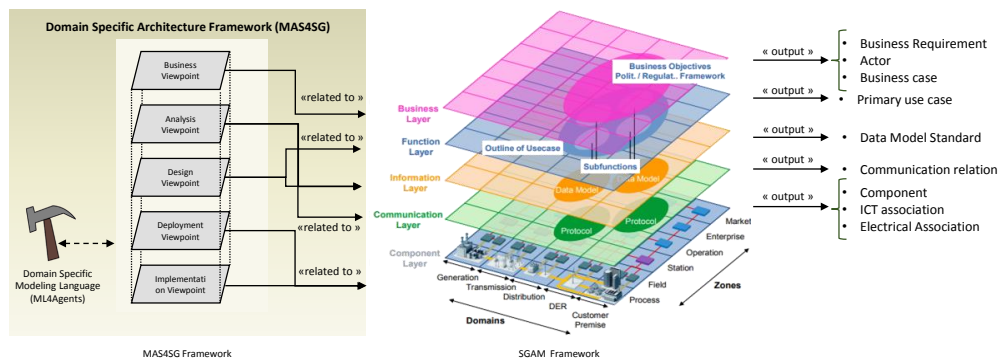 Domain Specific Architecture Framework (MAS4SG)
Business
Viewpoint
Analysis
Viewpoint
Design
Viewpoint
Deployment
Viewpoint
Implementati
on Viewpoint
«related to »
«related to »
«related to »
«related to »
Domain Specific
Modeling Language
(ML4Agents)
MAS4SG Framework
Business Objectives
Polit. / Regulat.. Framework
Business
Layer
Function
Layer
Outline of Usecase
Subfunctions
Information
Layer
Data Model
Data Model
Communication
Layer
Protocol
Protocol
Component
Layer
Generation
Transmission
Distribution
DER
Customer
Premise
Domains
Market
Enterprise
Operation
Station
Field
Process
Zones
SGAM Framework
« output »
« output »
« output »
« output »
« output »
• Business Requirement
• Actor
• Business case
• Primary use case
• Data Model Standard
• Communication relation
• Component
• ICT association
• Electrical Association